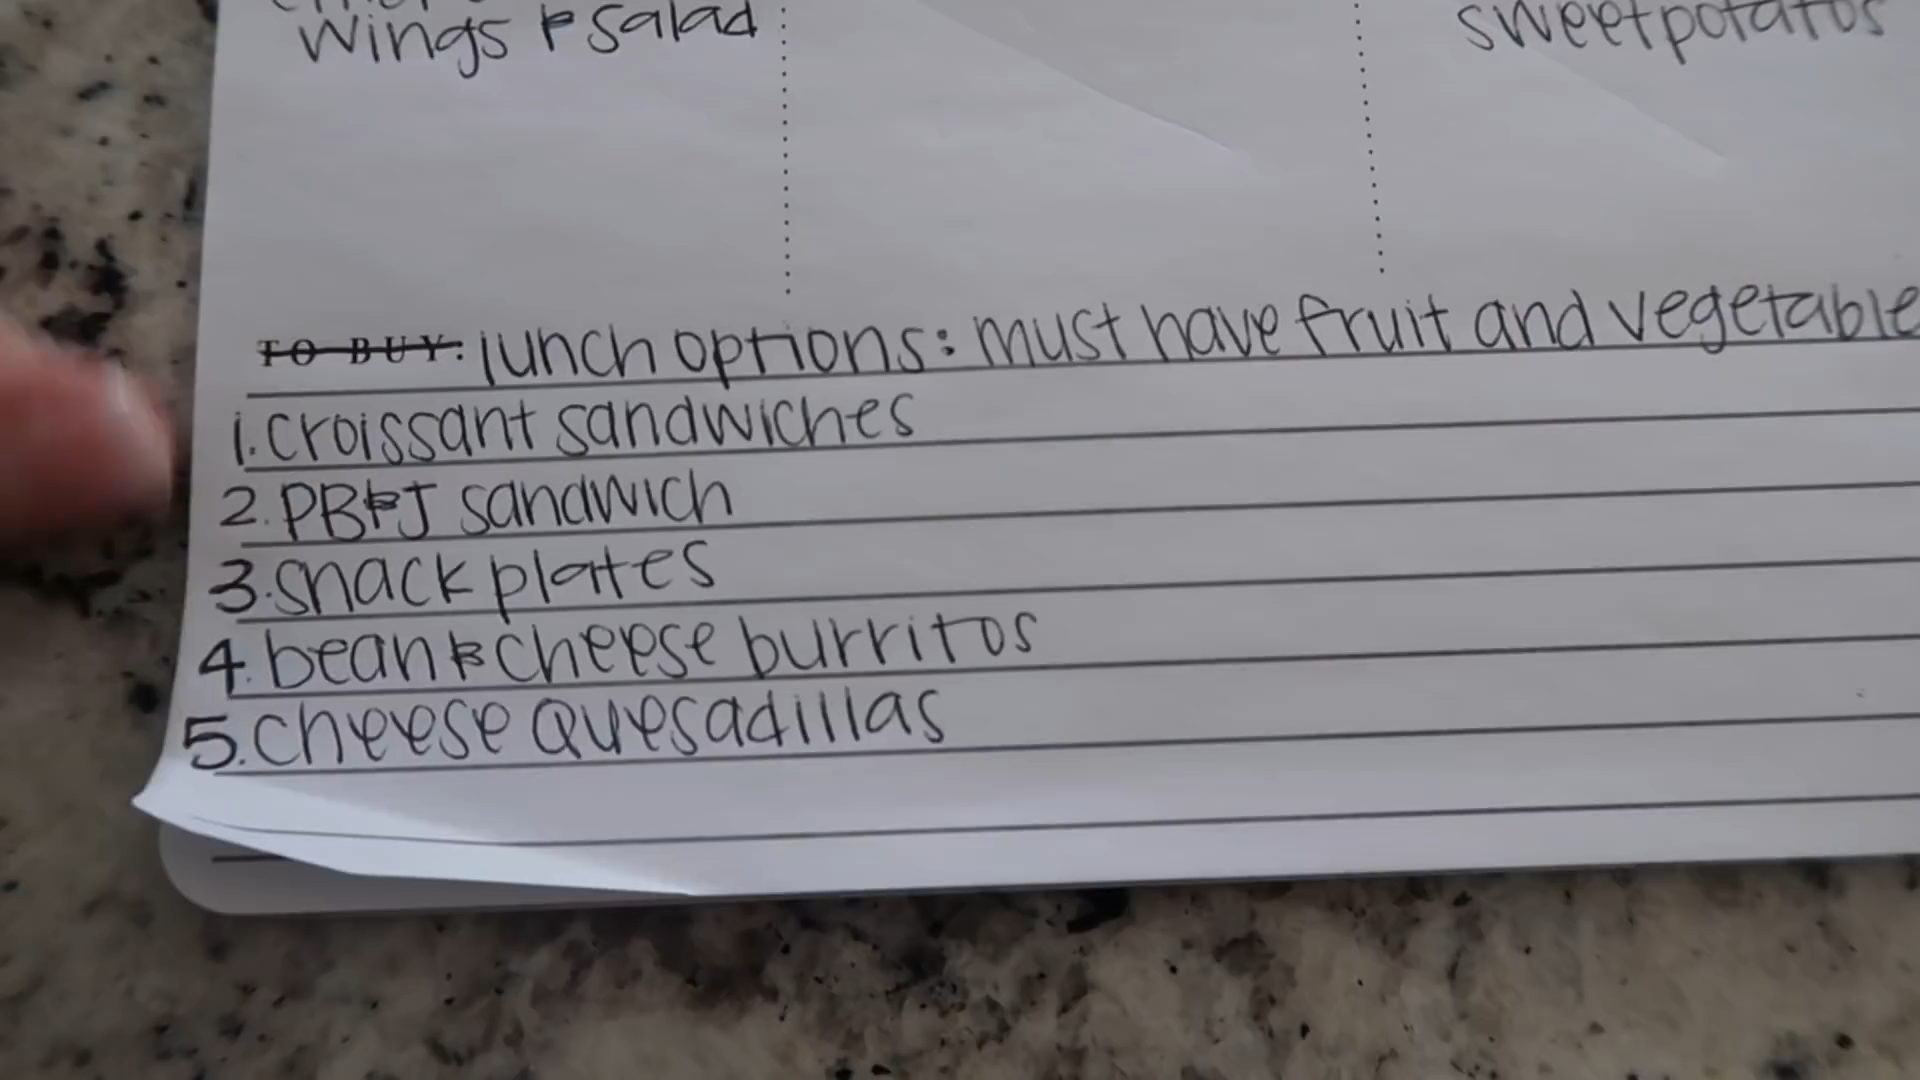 wings & salad
sweetpotatos
TO BUY: lunch options: must have fruit and vegetable
1. croissant sandwiches
2. PB&J sandwich
3. snack plates
4. bean & cheese burritos
5. cheese quesadillas